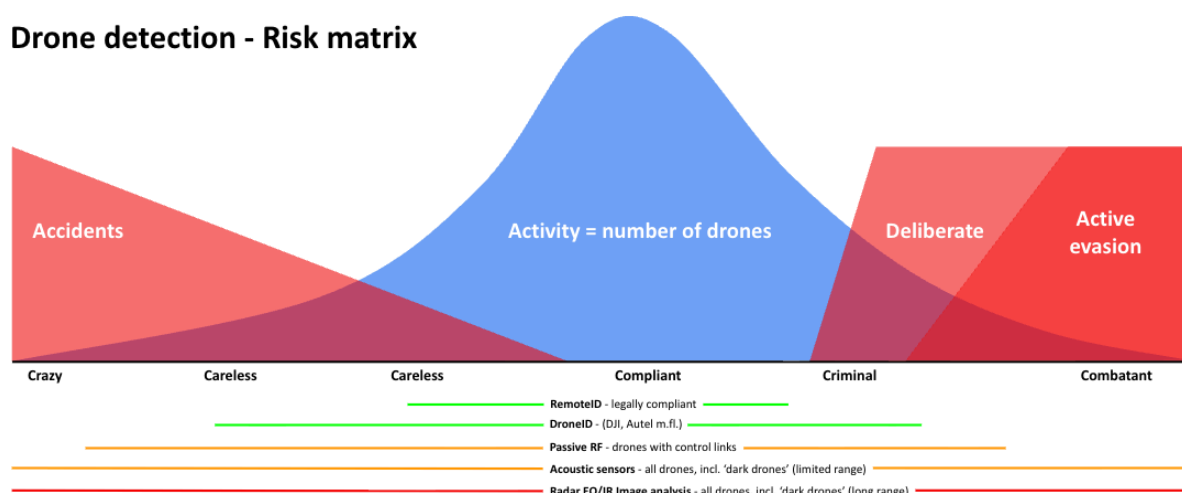 Drone detection - Risk matrix
Accidents
Activity = number of drones
Deliberate
Active
evasion
Crazy
Careless
Careless
Compliant
Criminal
Combatant
RemoteID - legally compliant
DroneID - (DJI, Autel m.fl.)
Passive RF - drones with control links
Acoustic sensors - all drones, incl. 'dark drones' (limited range)
Radar EO/IR Image analysis - all drones, incl. 'dark drones' (long range)